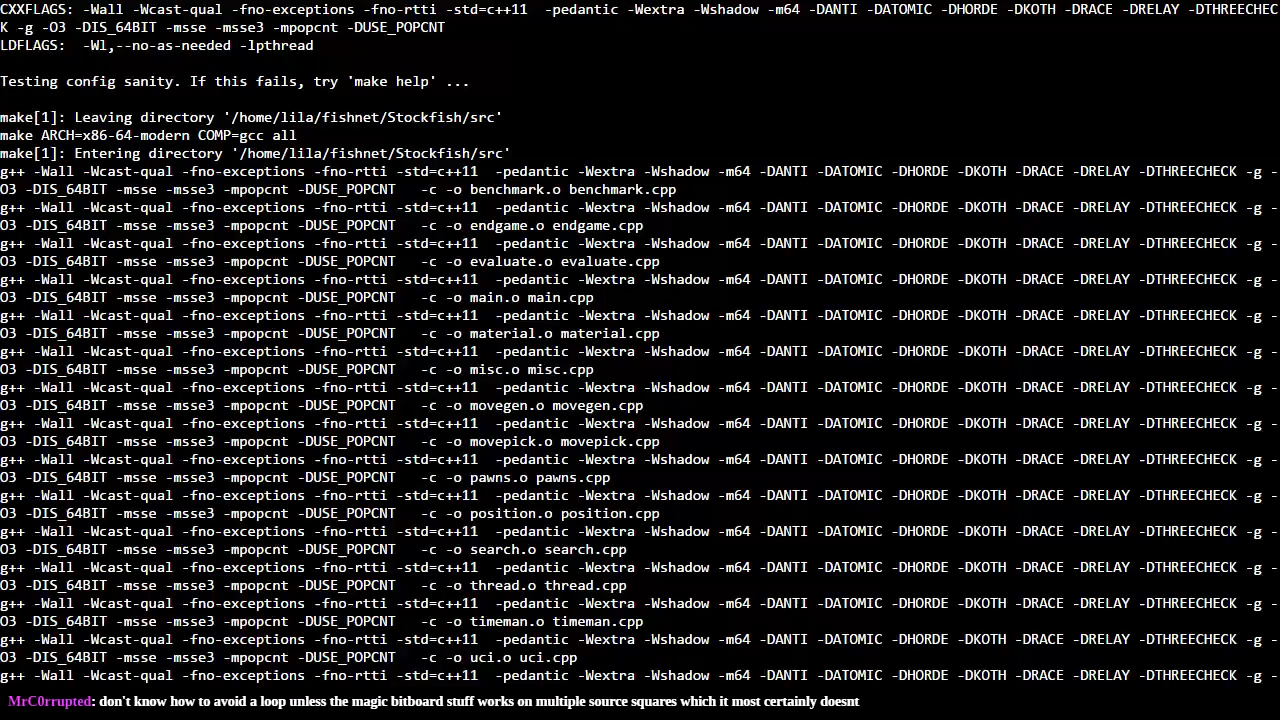 CXXFLAGS: -Wall -Wcast-qual -fno-exceptions -fno-rtti -std=c++11  -pedantic -Wextra -Wshadow -m64 -DANTI -DATOMIC -DHORDE -DKOTH -DRACE -DRELAY -DTHREECHEC
K -g -O3 -DIS_64BIT -msse -msse3 -mpopcnt -DUSE_POPCNT
LDFLAGS:  -Wl,--no-as-needed -lpthread
Testing config sanity. If this fails, try 'make help' ...
make[1]: Leaving directory '/home/lila/fishnet/Stockfish/src'
make ARCH=x86-64-modern COMP=gcc all
make[1]: Entering directory '/home/lila/fishnet/Stockfish/src'
g++ -Wall -Wcast-qual -fno-exceptions -fno-rtti -std=c++11  -pedantic -Wextra -Wshadow -m64 -DANTI -DATOMIC -DHORDE -DKOTH -DRACE -DRELAY -DTHREECHECK -g -
O3 -DIS_64BIT -msse -msse3 -mpopcnt -DUSE_POPCNT   -c -o benchmark.o benchmark.cpp
g++ -Wall -Wcast-qual -fno-exceptions -fno-rtti -std=c++11  -pedantic -Wextra -Wshadow -m64 -DANTI -DATOMIC -DHORDE -DKOTH -DRACE -DRELAY -DTHREECHECK -g -
O3 -DIS_64BIT -msse -msse3 -mpopcnt -DUSE_POPCNT   -c -o endgame.o endgame.cpp
g++ -Wall -Wcast-qual -fno-exceptions -fno-rtti -std=c++11  -pedantic -Wextra -Wshadow -m64 -DANTI -DATOMIC -DHORDE -DKOTH -DRACE -DRELAY -DTHREECHECK -g -
O3 -DIS_64BIT -msse -msse3 -mpopcnt -DUSE_POPCNT   -c -o evaluate.o evaluate.cpp
g++ -Wall -Wcast-qual -fno-exceptions -fno-rtti -std=c++11  -pedantic -Wextra -Wshadow -m64 -DANTI -DATOMIC -DHORDE -DKOTH -DRACE -DRELAY -DTHREECHECK -g -
O3 -DIS_64BIT -msse -msse3 -mpopcnt -DUSE_POPCNT   -c -o main.o main.cpp
g++ -Wall -Wcast-qual -fno-exceptions -fno-rtti -std=c++11  -pedantic -Wextra -Wshadow -m64 -DANTI -DATOMIC -DHORDE -DKOTH -DRACE -DRELAY -DTHREECHECK -g -
O3 -DIS_64BIT -msse -msse3 -mpopcnt -DUSE_POPCNT   -c -o material.o material.cpp
g++ -Wall -Wcast-qual -fno-exceptions -fno-rtti -std=c++11  -pedantic -Wextra -Wshadow -m64 -DANTI -DATOMIC -DHORDE -DKOTH -DRACE -DRELAY -DTHREECHECK -g -
O3 -DIS_64BIT -msse -msse3 -mpopcnt -DUSE_POPCNT   -c -o misc.o misc.cpp
g++ -Wall -Wcast-qual -fno-exceptions -fno-rtti -std=c++11  -pedantic -Wextra -Wshadow -m64 -DANTI -DATOMIC -DHORDE -DKOTH -DRACE -DRELAY -DTHREECHECK -g -
O3 -DIS_64BIT -msse -msse3 -mpopcnt -DUSE_POPCNT   -c -o movegen.o movegen.cpp
g++ -Wall -Wcast-qual -fno-exceptions -fno-rtti -std=c++11  -pedantic -Wextra -Wshadow -m64 -DANTI -DATOMIC -DHORDE -DKOTH -DRACE -DRELAY -DTHREECHECK -g -
O3 -DIS_64BIT -msse -msse3 -mpopcnt -DUSE_POPCNT   -c -o movepick.o movepick.cpp
g++ -Wall -Wcast-qual -fno-exceptions -fno-rtti -std=c++11  -pedantic -Wextra -Wshadow -m64 -DANTI -DATOMIC -DHORDE -DKOTH -DRACE -DRELAY -DTHREECHECK -g -
O3 -DIS_64BIT -msse -msse3 -mpopcnt -DUSE_POPCNT   -c -o pawns.o pawns.cpp
g++ -Wall -Wcast-qual -fno-exceptions -fno-rtti -std=c++11  -pedantic -Wextra -Wshadow -m64 -DANTI -DATOMIC -DHORDE -DKOTH -DRACE -DRELAY -DTHREECHECK -g -
O3 -DIS_64BIT -msse -msse3 -mpopcnt -DUSE_POPCNT   -c -o position.o position.cpp
g++ -Wall -Wcast-qual -fno-exceptions -fno-rtti -std=c++11  -pedantic -Wextra -Wshadow -m64 -DANTI -DATOMIC -DHORDE -DKOTH -DRACE -DRELAY -DTHREECHECK -g -
O3 -DIS_64BIT -msse -msse3 -mpopcnt -DUSE_POPCNT   -c -o search.o search.cpp
g++ -Wall -Wcast-qual -fno-exceptions -fno-rtti -std=c++11  -pedantic -Wextra -Wshadow -m64 -DANTI -DATOMIC -DHORDE -DKOTH -DRACE -DRELAY -DTHREECHECK -g -
O3 -DIS_64BIT -msse -msse3 -mpopcnt -DUSE_POPCNT   -c -o thread.o thread.cpp
g++ -Wall -Wcast-qual -fno-exceptions -fno-rtti -std=c++11  -pedantic -Wextra -Wshadow -m64 -DANTI -DATOMIC -DHORDE -DKOTH -DRACE -DRELAY -DTHREECHECK -g -
O3 -DIS_64BIT -msse -msse3 -mpopcnt -DUSE_POPCNT   -c -o timeman.o timeman.cpp
g++ -Wall -Wcast-qual -fno-exceptions -fno-rtti -std=c++11  -pedantic -Wextra -Wshadow -m64 -DANTI -DATOMIC -DHORDE -DKOTH -DRACE -DRELAY -DTHREECHECK -g -
O3 -DIS_64BIT -msse -msse3 -mpopcnt -DUSE_POPCNT   -c -o uci.o uci.cpp
g++ -Wall -Wcast-qual -fno-exceptions -fno-rtti -std=c++11  -pedantic -Wextra -Wshadow -m64 -DANTI -DATOMIC -DHORDE -DKOTH -DRACE -DRELAY -DTHREECHECK -g -
MrC0rrupted: don't know how to avoid a loop unless the magic bitboard stuff works on multiple source squares which it most certainly doesnt